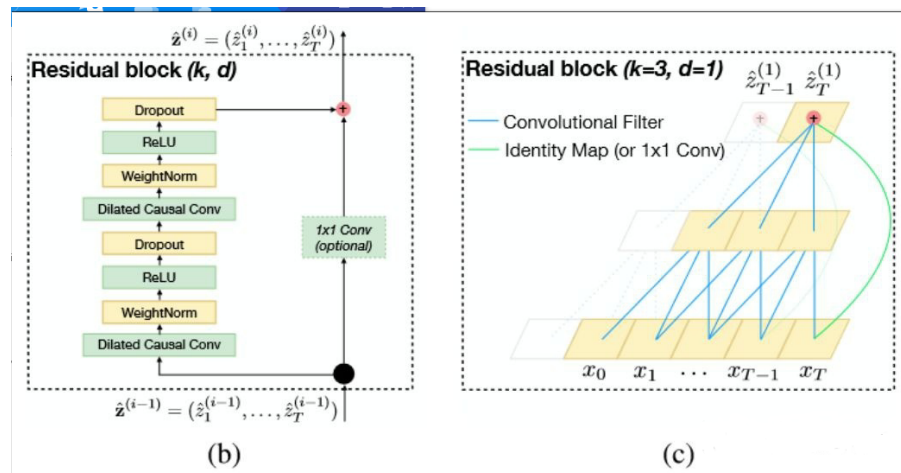 ẑ^(i) = (ẑ_1^(i), . . . , ẑ_T^(i))
Residual block (k, d)
Dropout
ReLU
WeightNorm
Dilated Causal Conv
Dropout
ReLU
WeightNorm
Dilated Causal Conv
+
1x1 Conv
(optional)
ẑ^(i−1) = (ẑ_1^(i−1), . . . , ẑ_T^(i−1))
(b)
Residual block (k=3, d=1)
ẑ_{T−1}^(1) ẑ_T^(1)
+ +
Convolutional Filter
Identity Map (or 1x1 Conv)
x_0 x_1 . . . x_{T−1} x_T
(c)